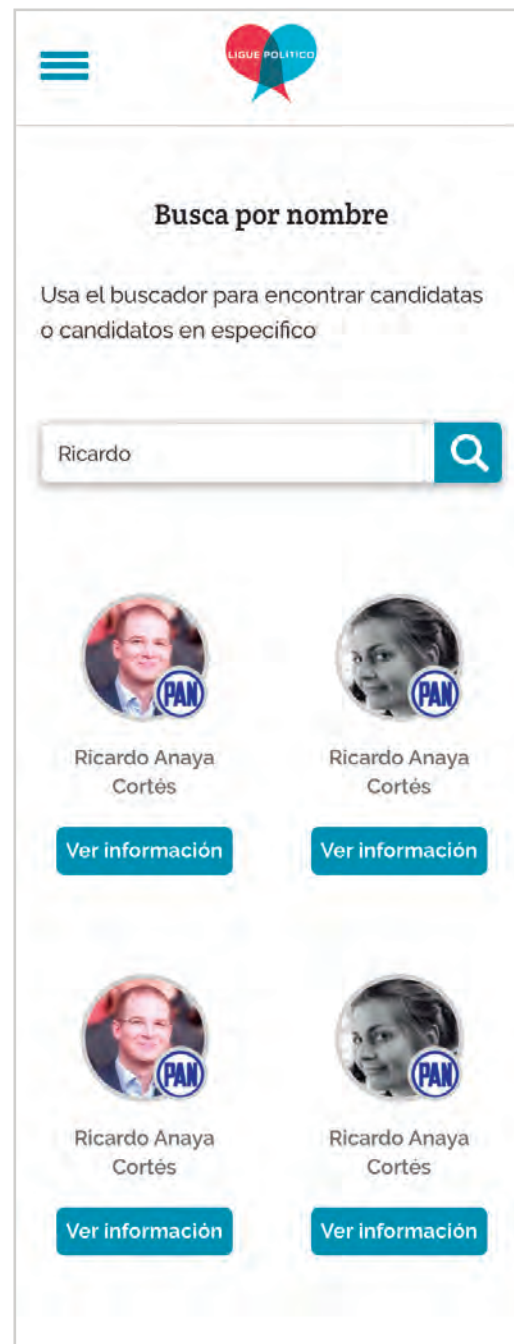 LIGUE POLÍTICO
Busca por nombre
Usa el buscador para encontrar candidatas
o candidatos en especifico
Ricardo
PAN PAN
Ricardo Anaya Ricardo Anaya
Cortés Cortés
Ver información Ver información
PAN PAN
Ricardo Anaya Ricardo Anaya
Cortés Cortés
Ver información Ver información